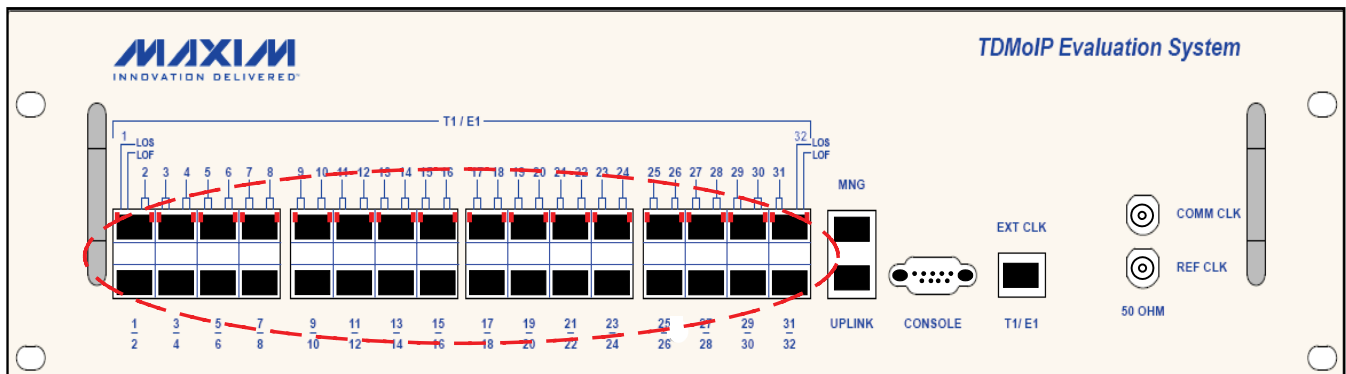 MAXIM
INNOVATION DELIVERED
TDMoIP Evaluation System
T1 / E1
1 LOS
LOF
32 LOS
LOF
2 3 4 5 6 7 8 9 10 11 12 13 14 15 16 17 18 19 20 21 22 23 24 25 26 27 28 29 30 31
MNG
EXT CLK
COMM CLK
REF CLK
50 OHM
UPLINK CONSOLE T1/ E1
1 3 5 7 9 11 13 15 17 19 21 23 25 27 29 31
2 4 6 8 10 12 14 16 18 20 22 24 26 28 30 32